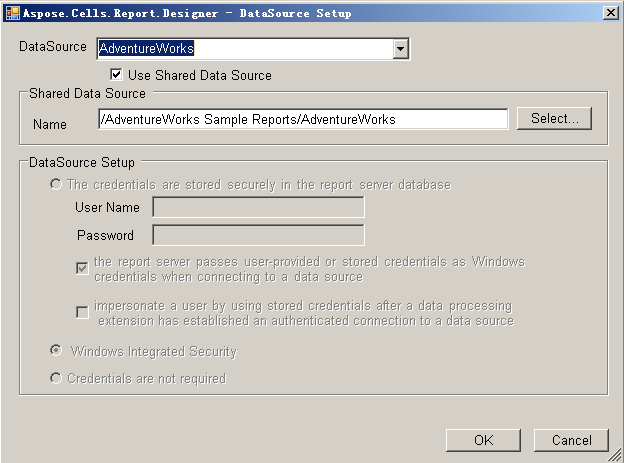 Aspose.Cells.Report.Designer - DataSource Setup
DataSource AdventureWorks
Use Shared Data Source
Shared Data Source
Name /AdventureWorks Sample Reports/AdventureWorks Select...
DataSource Setup
The credentials are stored securely in the report server database
User Name
Password
the report server passes user-provided or stored credentials as Windows
credentials when connecting to a data source
impersonate a user by using stored credentials after a data processing
extension has established an authenticated connection to a data source
Windows Integrated Security
Credentials are not required
OK Cancel